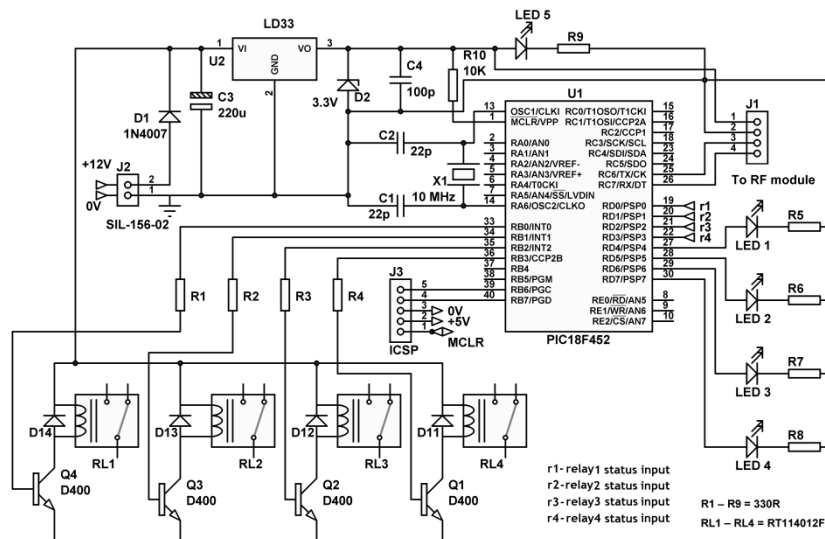 LD33
LED 5
R9
1
VI
VO
3
U2
GND
2
R10
10K
C4
100p
D2
3.3V
C3
220u
D1
1N4007
J2
+12V
2
1
0V
SIL-156-02
C2
22p
X1
10 MHz
C1
22p
U1
13
OSC1/CLKI
RC0/T1OSO/T1CKI
15
1
MCLR/VPP
RC1/T1OSI/CCP2A
16
RC2/CCP1
17
2
RA0/AN0
RC3/SCK/SCL
18
3
RA1/AN1
RC4/SDI/SDA
23
4
RA2/AN2/VREF-
RC5/SDO
24
5
RA3/AN3/VREF+
RC6/TX/CK
25
6
RA4/T0CKI
RC7/RX/DT
26
7
RA5/AN4/SS/LVDIN
14
RA6/OSC2/CLKO
RD0/PSP0
19
r1
RD1/PSP1
20
r2
33
RB0/INT0
RD2/PSP2
21
r3
34
RB1/INT1
RD3/PSP3
22
r4
35
RB2/INT2
RD4/PSP4
27
36
RB3/CCP2B
RD5/PSP5
28
37
RB4
RD6/PSP6
29
38
RB5/PGM
RD7/PSP7
30
39
RB6/PGC
40
RB7/PGD
RE0/RD/AN5
8
RE1/WR/AN6
9
RE2/CS/AN7
10
PIC18F452
J1
1
2
3
4
To RF module
LED 1
R5
LED 2
R6
LED 3
R7
LED 4
R8
R1
R2
R3
R4
J3
5
4
3
0V
2
+5V
1
MCLR
ICSP
D14
RL1
D13
RL2
D12
RL3
D11
RL4
Q4
D400
Q3
D400
Q2
D400
Q1
D400
r1-relay1 status input
r2-relay2 status input
r3-relay3 status input
r4-relay4 status input
R1 – R9 = 330R
RL1 – RL4 = RT114012F